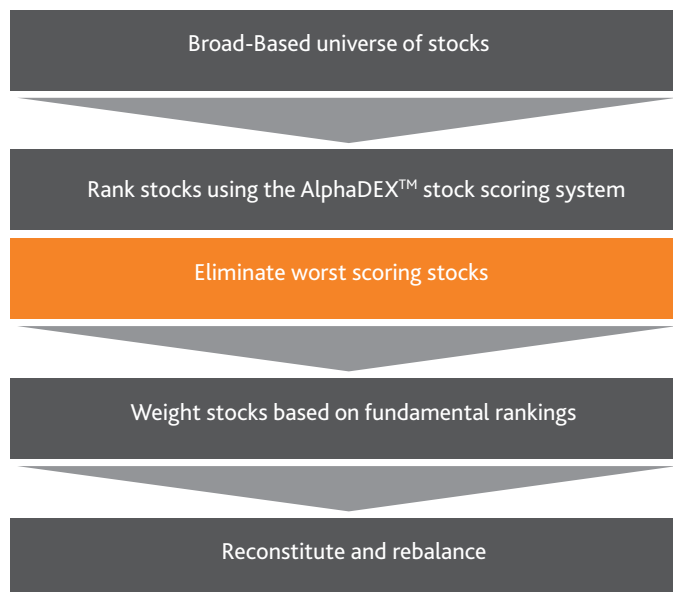 Broad-Based universe of stocks
Rank stocks using the AlphaDEX™ stock scoring system
Eliminate worst scoring stocks
Weight stocks based on fundamental rankings
Reconstitute and rebalance